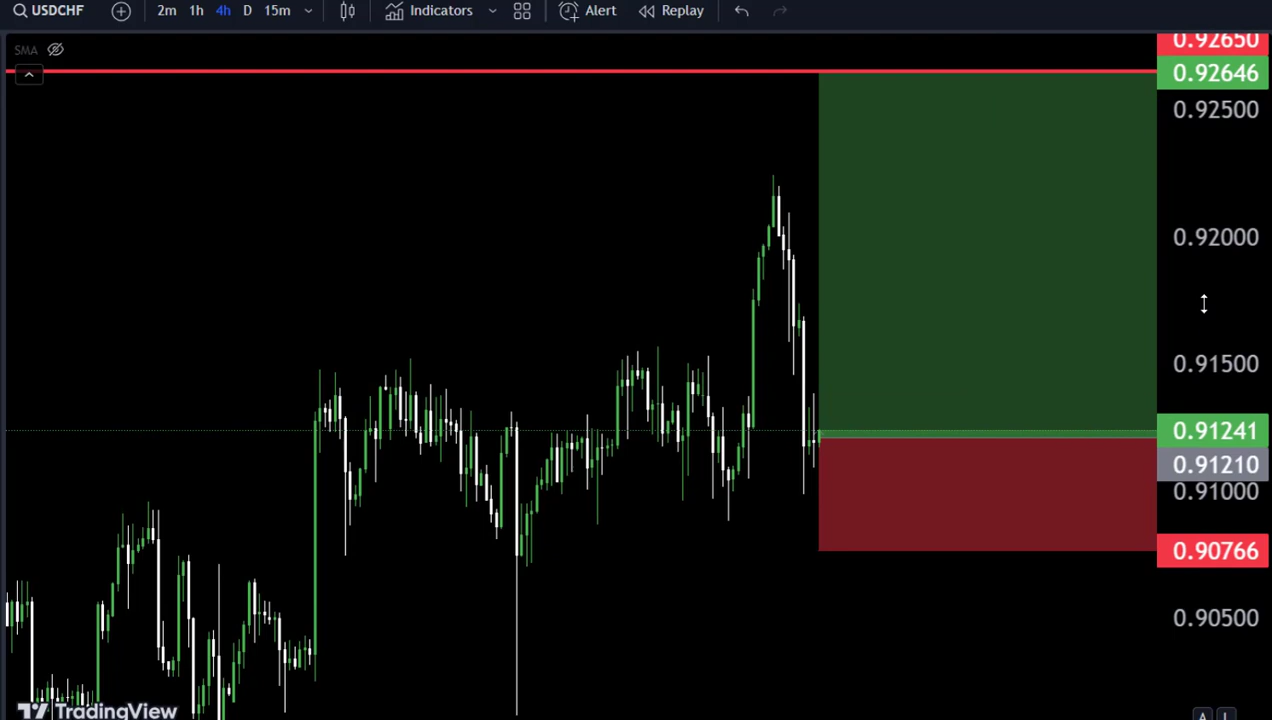 USDCHF 2m 1h 4h D 15m Indicators Alert Replay
0.92650
SMA
0.92646
0.92500
0.92000
0.91500
0.91241
0.91210
0.91000
0.90766
0.90500
TradingView
A L